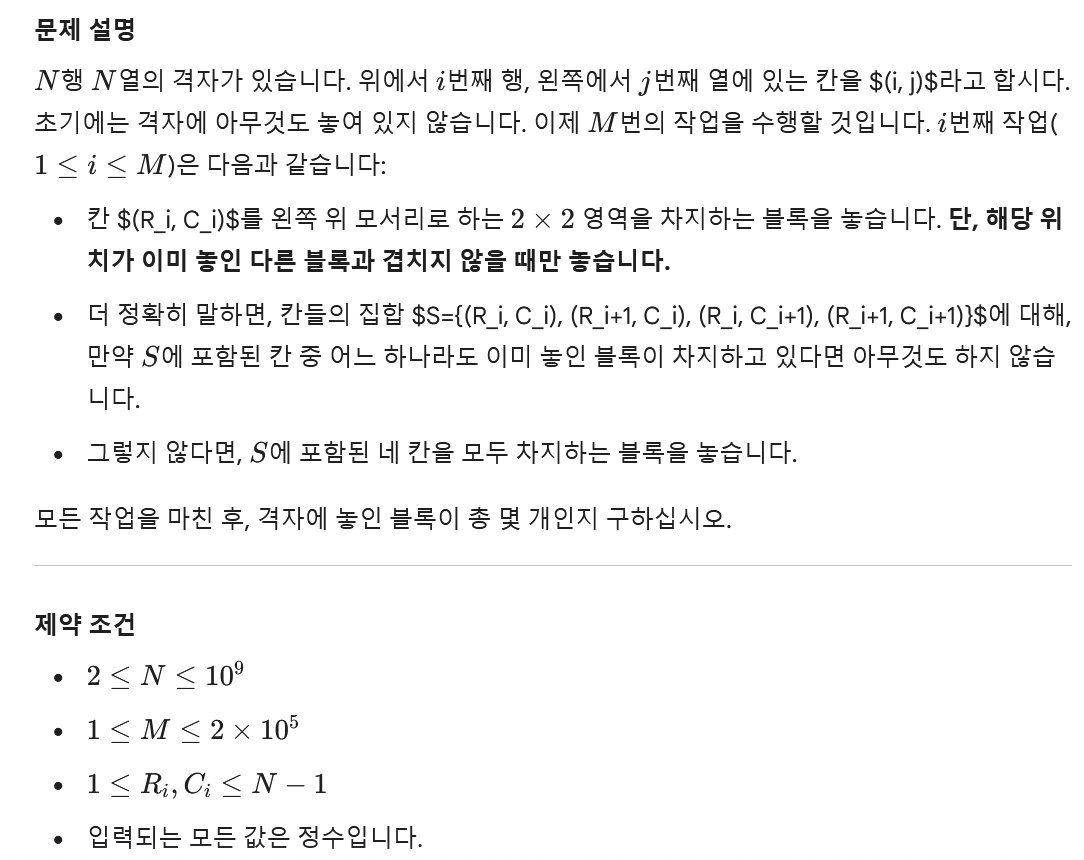 문제 설명
N행 N열의 격자가 있습니다. 위에서 i번째 행, 왼쪽에서 j번째 열에 있는 칸을 $(i, j)$라고 합시다.
초기에는 격자에 아무것도 놓여 있지 않습니다. 이제 M번의 작업을 수행할 것입니다. i번째 작업(
1 ≤ i ≤ M)은 다음과 같습니다:
• 칸 $(R_i, C_i)$를 왼쪽 위 모서리로 하는 2 × 2 영역을 차지하는 블록을 놓습니다. 단, 해당 위
치가 이미 놓인 다른 블록과 겹치지 않을 때만 놓습니다.
• 더 정확히 말하면, 칸들의 집합 $S={(R_i, C_i), (R_i+1, C_i), (R_i, C_i+1), (R_i+1, C_i+1)}$에 대해,
만약 S에 포함된 칸 중 어느 하나라도 이미 놓인 블록이 차지하고 있다면 아무것도 하지 않습
니다.
• 그렇지 않다면, S에 포함된 네 칸을 모두 차지하는 블록을 놓습니다.
모든 작업을 마친 후, 격자에 놓인 블록이 총 몇 개인지 구하십시오.
제약 조건
• 2 ≤ N ≤ 10⁹
• 1 ≤ M ≤ 2 × 10⁵
• 1 ≤ Rᵢ, Cᵢ ≤ N − 1
• 입력되는 모든 값은 정수입니다.